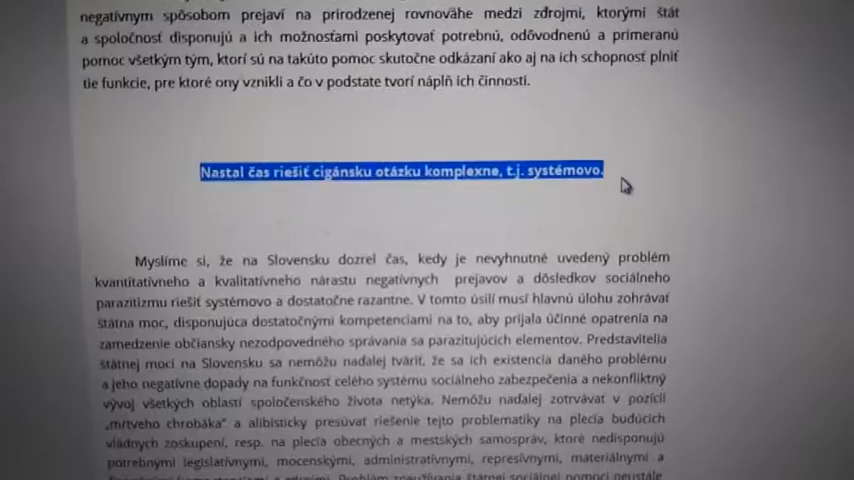 negatívnym spôsobom prejaví na prirodzenej rovnováhe medzi zdrojmi, ktorými štát
a spoločnosť disponujú a ich možnosťami poskytovať potrebnú, odôvodnenú a primeranú
pomoc všetkým tým, ktorí sú na takúto pomoc skutočne odkázaní ako aj na ich schopnosť plniť
tie funkcie, pre ktoré ony vznikli a čo v podstate tvorí náplň ich činnosti.
Nastal čas riešiť cigánsku otázku komplexne, t.j. systémovo.
Myslíme si, že na Slovensku dozrel čas, kedy je nevyhnutné uvedený problém
kvantitatívneho a kvalitatívneho nárastu negatívnych prejavov a dôsledkov sociálneho
parazitizmu riešiť systémovo a dostatočne razantne. V tomto úsilí musí hlavnú úlohu zohrávať
štátna moc, disponujúca dostatočnými kompetenciami na to, aby prijala účinné opatrenia na
zamedzenie občiansky nezodpovedného správania sa parazitujúcich elementov. Predstavitelia
štátnej moci na Slovensku sa nemôžu naďalej tváriť, že sa ich existencia daného problému
a jeho negatívne dopady na funkčnosť celého systému sociálneho zabezpečenia a nekonfliktný
vývoj všetkých oblastí spoločenského života netýka. Nemôžu naďalej zotrvávať v pozícií
„mŕtveho chrobáka“ a alibisticky presúvať riešenie tejto problematiky na plecia budúcich
vládnych zoskupení, resp. na plecia obecných a mestských samospráv, ktoré nedisponujú
potrebnými legislatívnymi, mocenskými, administratívnymi, represívnymi, materiálnymi a